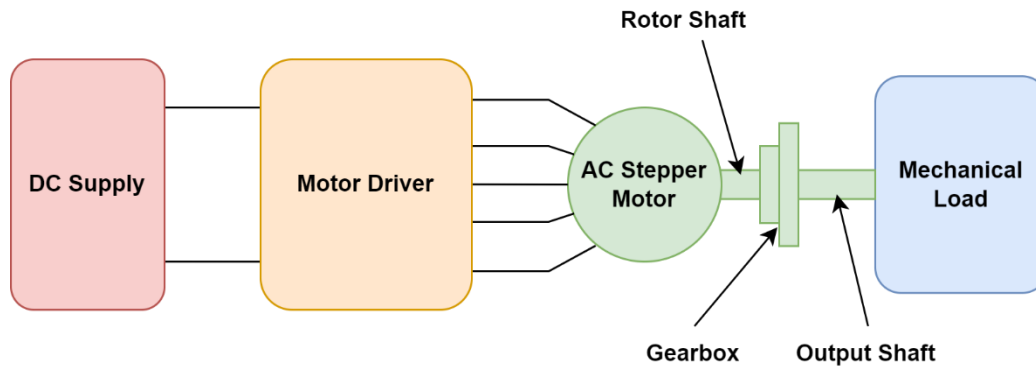 Rotor Shaft
DC Supply
Motor Driver
AC Stepper
Motor
Mechanical
Load
Gearbox
Output Shaft